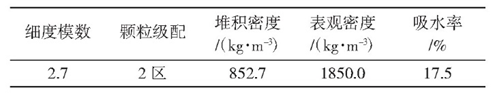 细度模数 颗粒级配 堆积密度 表观密度 吸水率
/(kg·m⁻³) /(kg·m⁻³) /%
2.7 2 区 852.7 1850.0 17.5